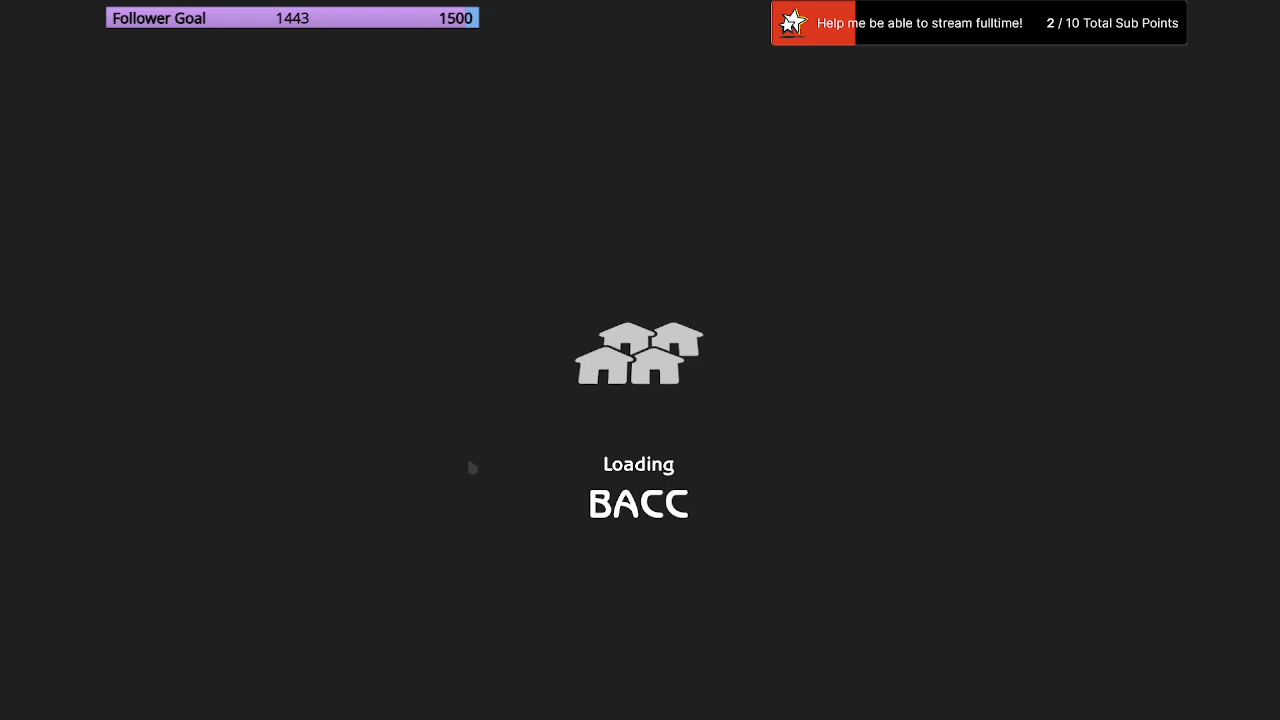 Follower Goal 1443 1500
Help me be able to stream fulltime! 2 / 10 Total Sub Points
Loading
BACC